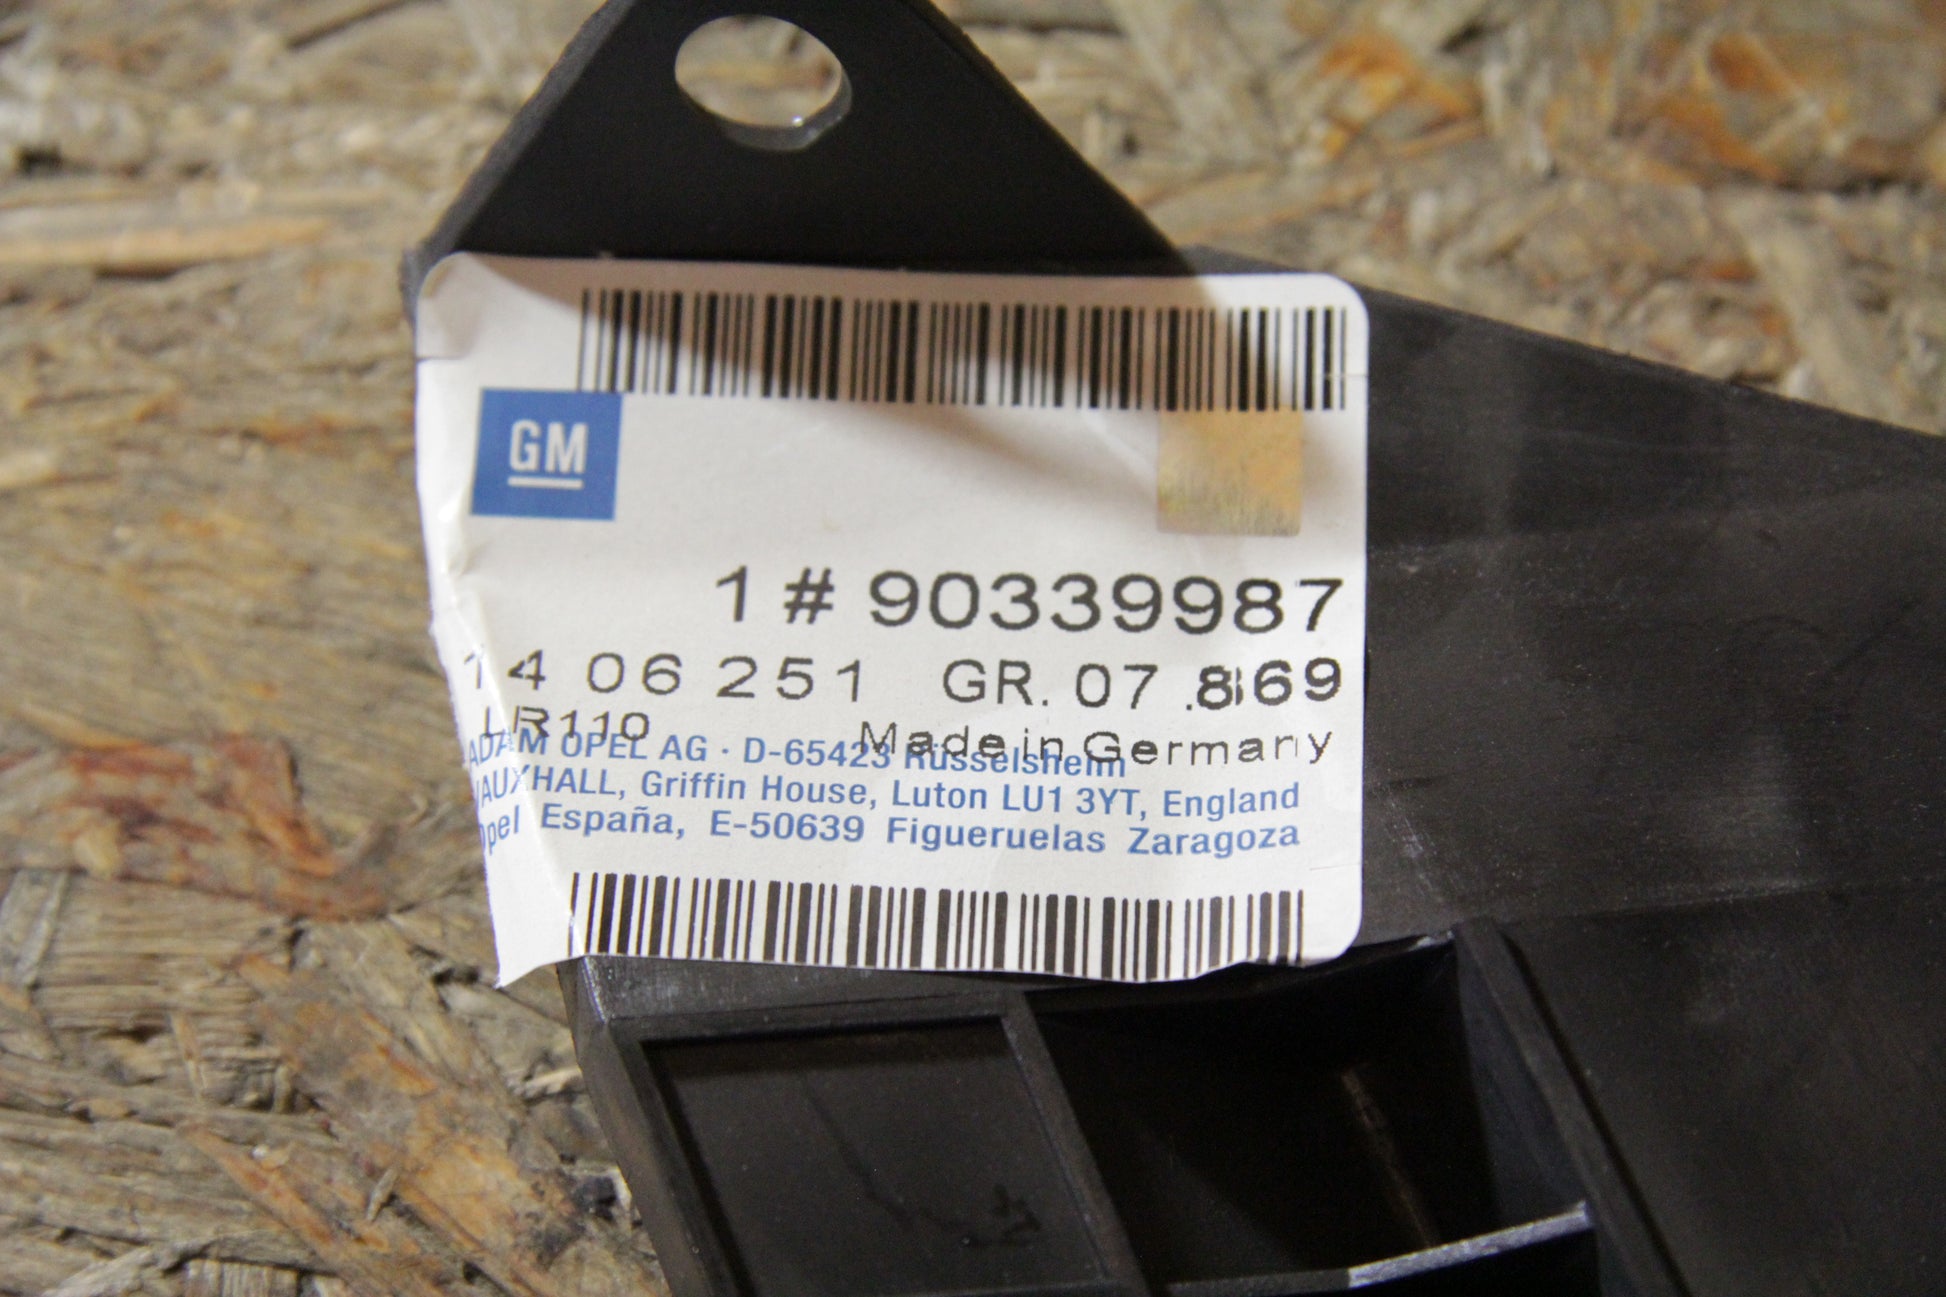 GM
1 # 90339987
14 06 251 GR. 07.869
LR110 Made in Germany
ADAM OPEL AG · D-65423 Rüsselsheim
VAUXHALL, Griffin House, Luton LU1 3YT, England
Opel España, E-50639 Figueruelas Zaragoza